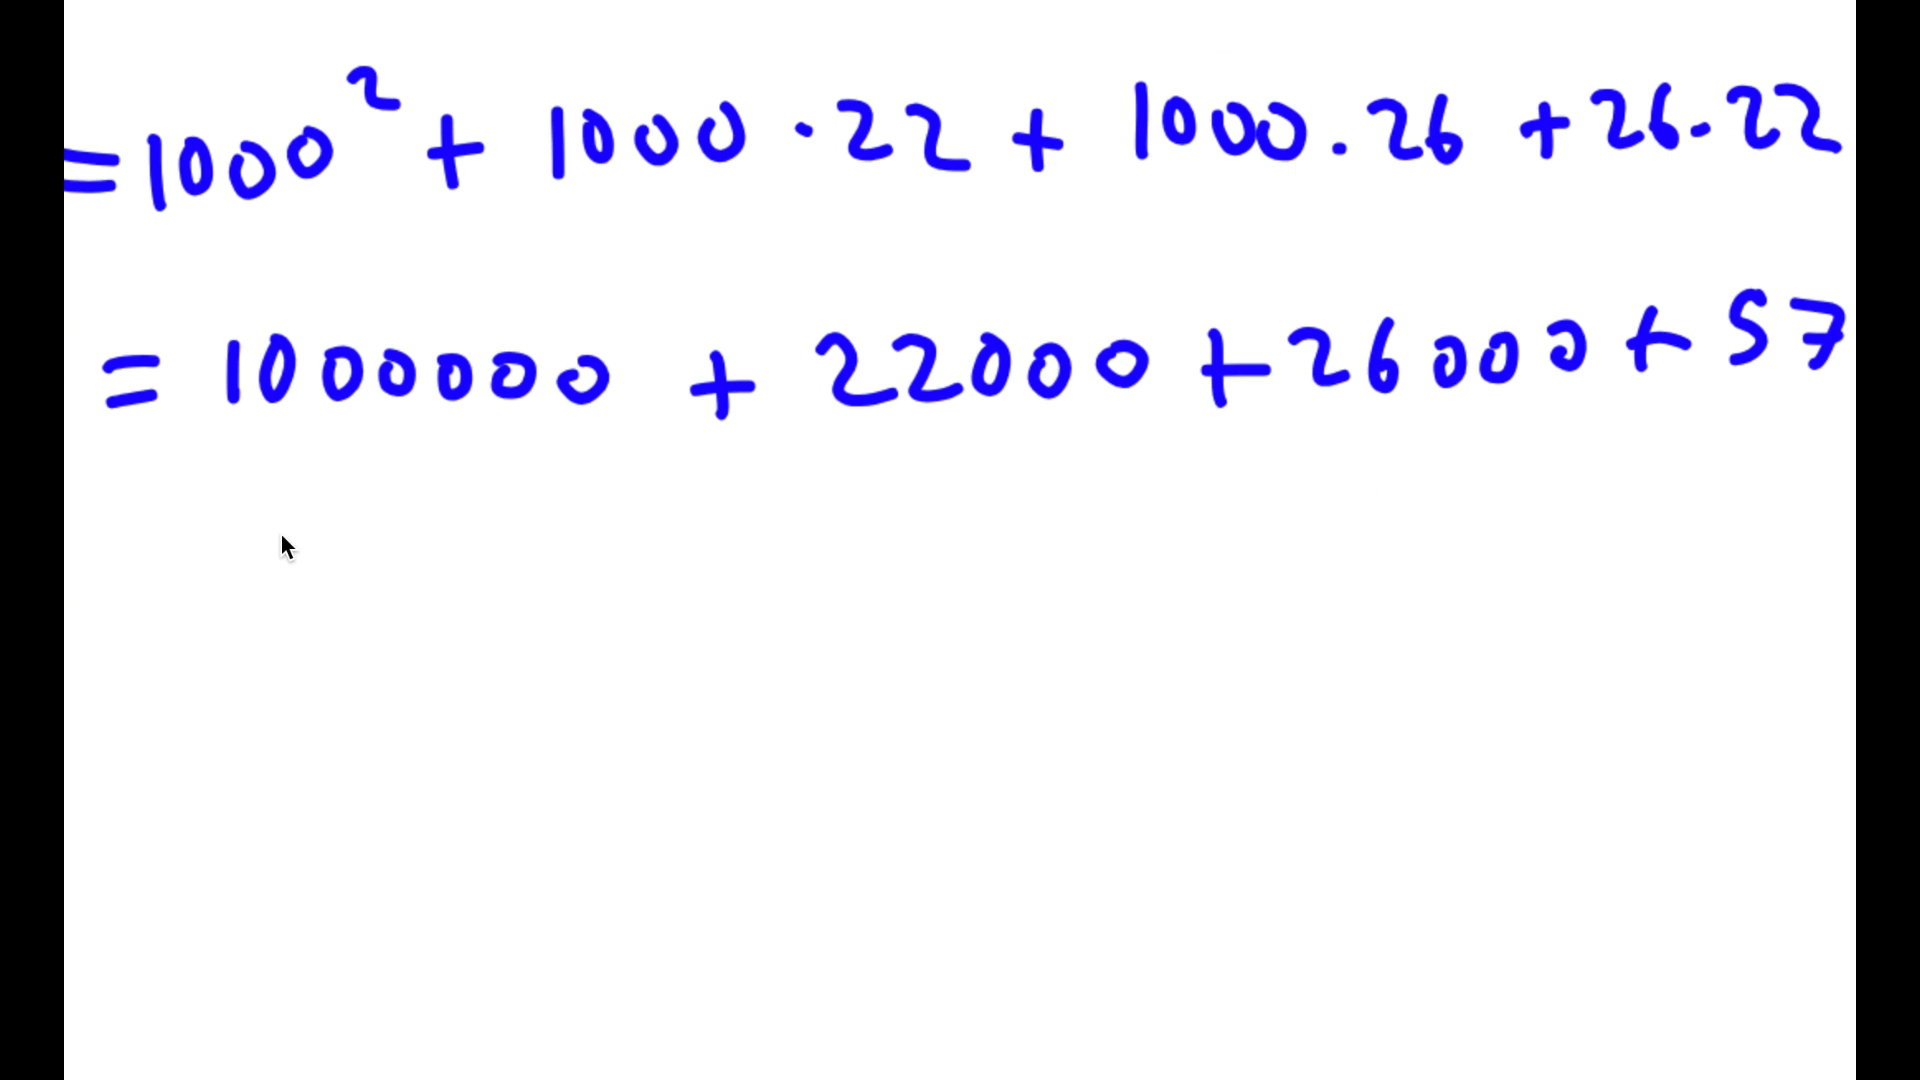 =1000² + 1000·22 + 1000.26 +26.22
= 1000000 + 22000 +26000 + 57